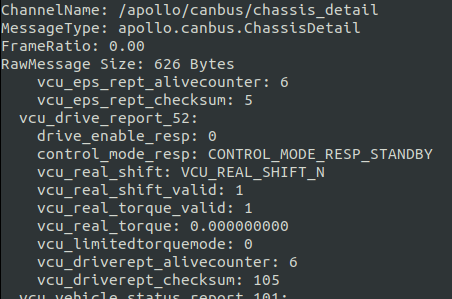 ChannelName: /apollo/canbus/chassis_detail
MessageType: apollo.canbus.ChassisDetail
FrameRatio: 0.00
RawMessage Size: 626 Bytes
vcu_eps_rept_alivecounter: 6
vcu_eps_rept_checksum: 5
vcu_drive_report_52:
drive_enable_resp: 0
control_mode_resp: CONTROL_MODE_RESP_STANDBY
vcu_real_shift: VCU_REAL_SHIFT_N
vcu_real_shift_valid: 1
vcu_real_torque_valid: 1
vcu_real_torque: 0.000000000
vcu_limitedtorquemode: 0
vcu_driverept_alivecounter: 6
vcu_driverept_checksum: 105
vcu_vehicle_status_report_101: